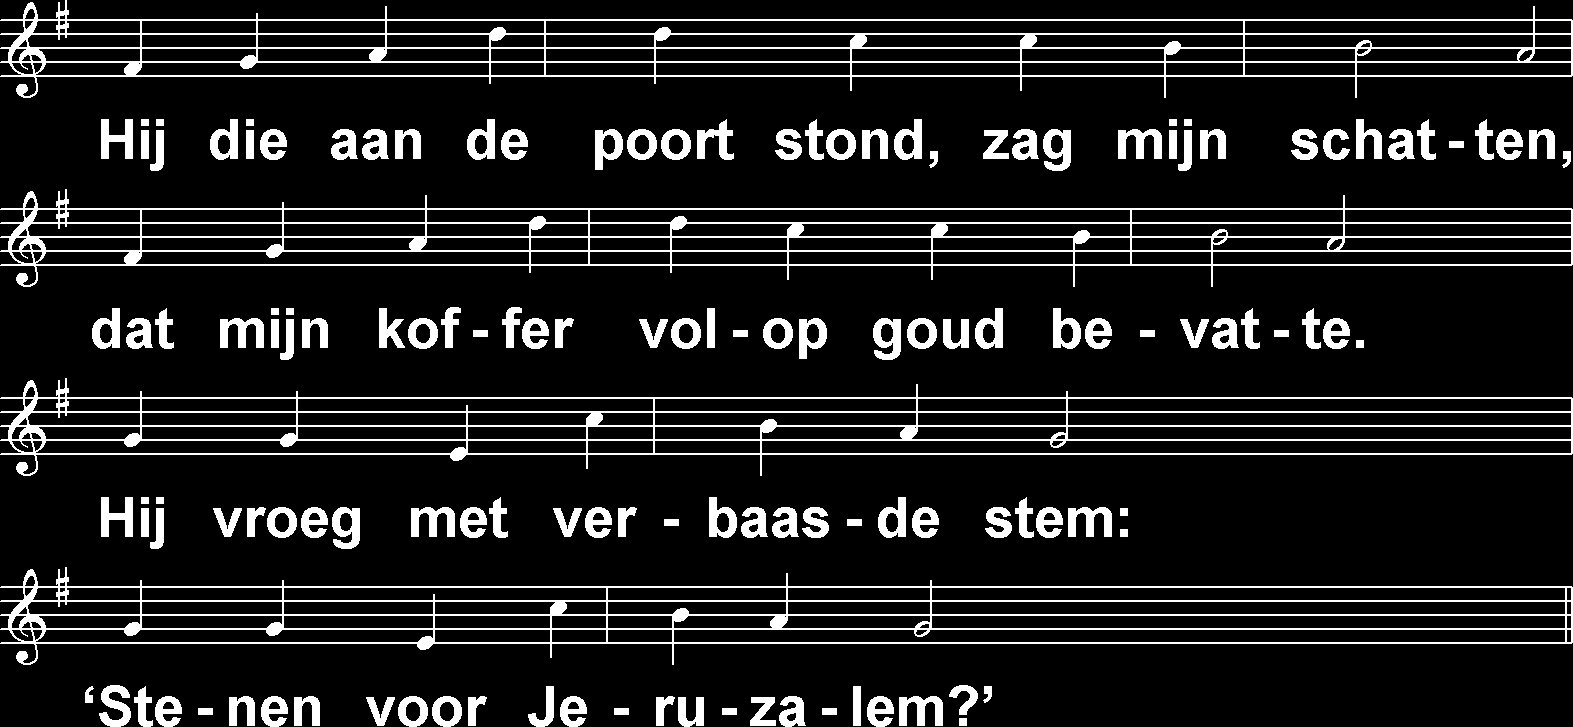 Hij die aan de poort stond, zag mijn schat - ten,
dat mijn kof - fer vol - op goud be - vat - te.
Hij vroeg met ver - baas - de stem:
‘Ste - nen voor Je - ru - za - lem?’